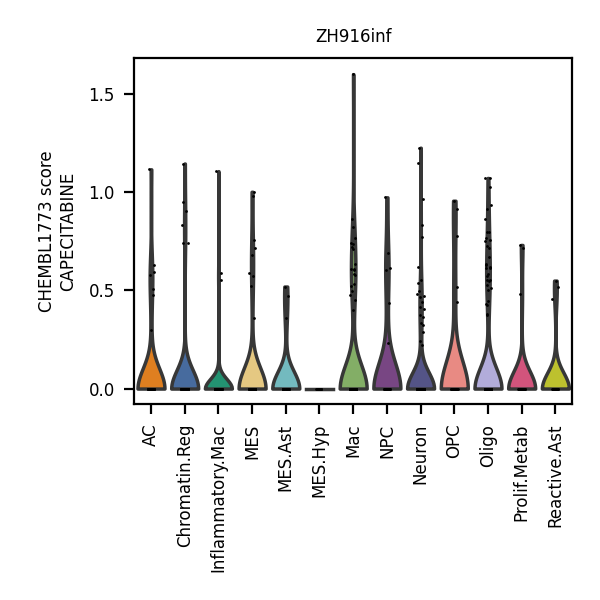 ZH916inf
CHEMBL1773 score
CAPECITABINE
1.5
1.0
0.5
0.0
AC
Chromatin.Reg
Inflammatory.Mac
MES
MES.Ast
MES.Hyp
Mac
NPC
Neuron
OPC
Oligo
Prolif.Metab
Reactive.Ast